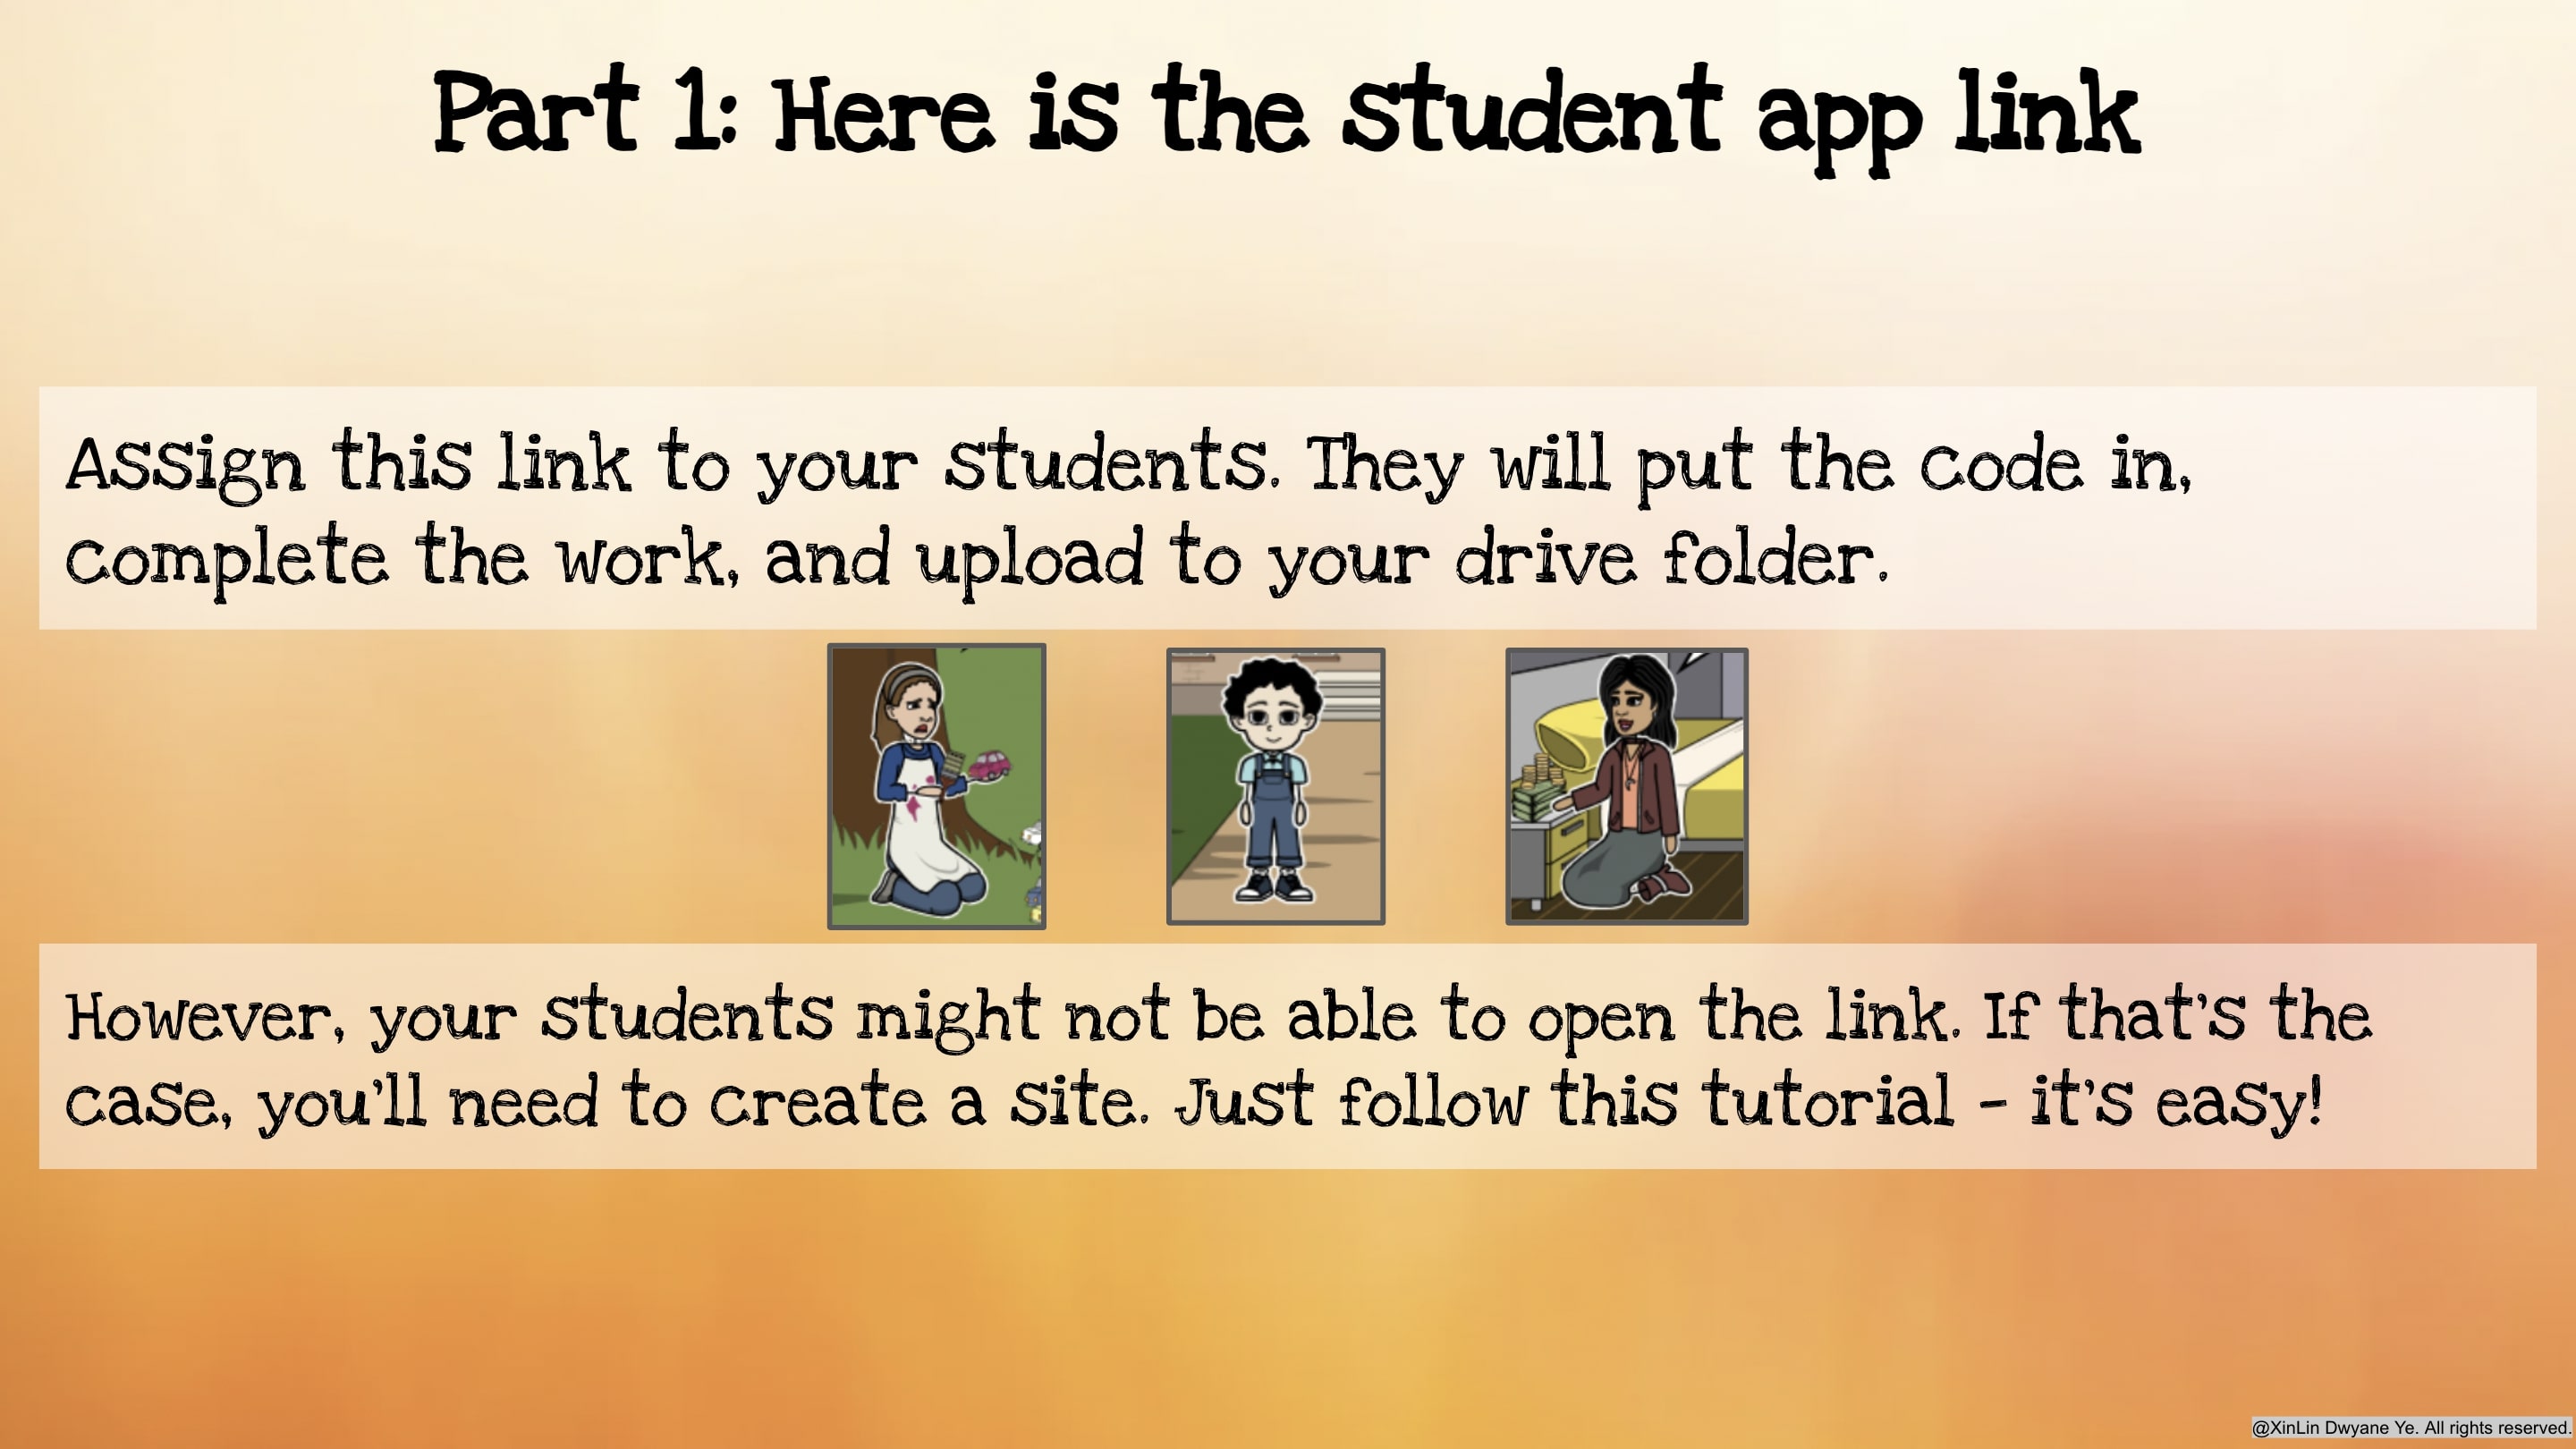 Part 1: Here is the student app link
Assign this link to your students. They will put the code in,
complete the work, and upload to your drive folder.
However, your students might not be able to open the link. If that's the
case, you'll need to create a site. Just follow this tutorial - it's easy!
@XinLin Dwyane Ye. All rights reserved.